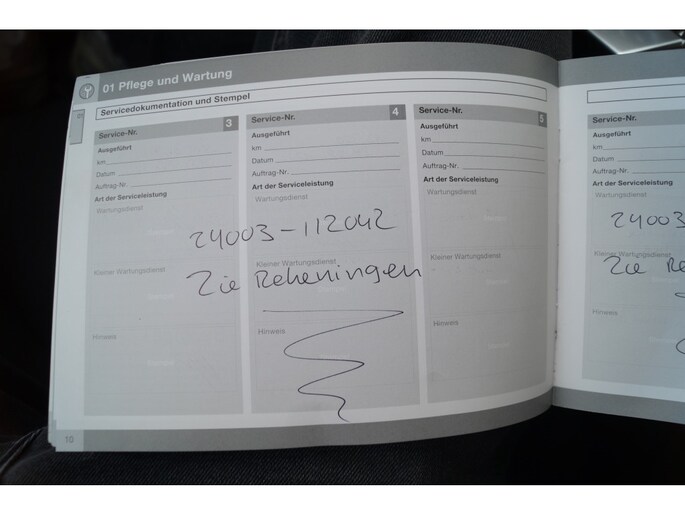 01 Pflege und Wartung
Servicedokumentation und Stempel
Service-Nr. 3
Ausgeführt
km
Datum
Auftrag-Nr.
Art der Serviceleistung
Wartungsdienst
Kleiner Wartungsdienst
Hinweis
Service-Nr. 4
Ausgeführt
km
Datum
Auftrag-Nr.
Art der Serviceleistung
Wartungsdienst
Kleiner Wartungsdienst
Hinweis
Service-Nr. 5
Ausgeführt
km
Datum
Auftrag-Nr.
Art der Serviceleistung
Wartungsdienst
Kleiner Wartungsdienst
Hinweis
24003-112042
Zie Rekeningen
10
Service-Nr.
Ausgeführt
km
Datum
Auftrag-Nr.
Art der Serviceleistung
Wartungsdienst
24003
Kleiner Wartungsdienst
Zie Re
Hinweis